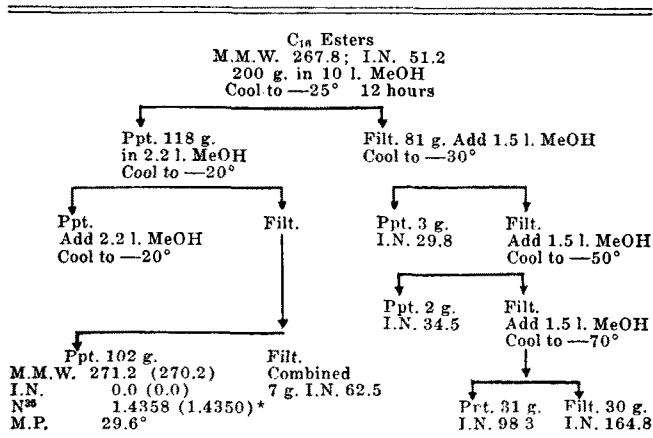 C₁₆ Esters
M.M.W. 267.8; I.N. 51.2
200 g. in 10 l. MeOH
Cool to —25° 12 hours
Ppt. 118 g.
in 2.2 l. MeOH
Cool to —20°
Filt. 81 g. Add 1.5 l. MeOH
Cool to —30°
Ppt.
Add 2.2 l. MeOH
Cool to —20°
Filt.
Ppt. 3 g.
I.N. 29.8
Filt.
Add 1.5 l. MeOH
Cool to —50°
Ppt. 2 g.
I.N. 34.5
Filt.
Add 1.5 l. MeOH
Cool to —70°
Ppt. 102 g.
M.M.W. 271.2 (270.2)
I.N. 0.0 (0.0)
N³⁵ 1.4358 (1.4350)*
M.P. 29.6°
Filt.
Combined
7 g. I.N. 62.5
Ppt. 31 g.
I.N. 98 3
Filt. 30 g.
I.N. 164.8